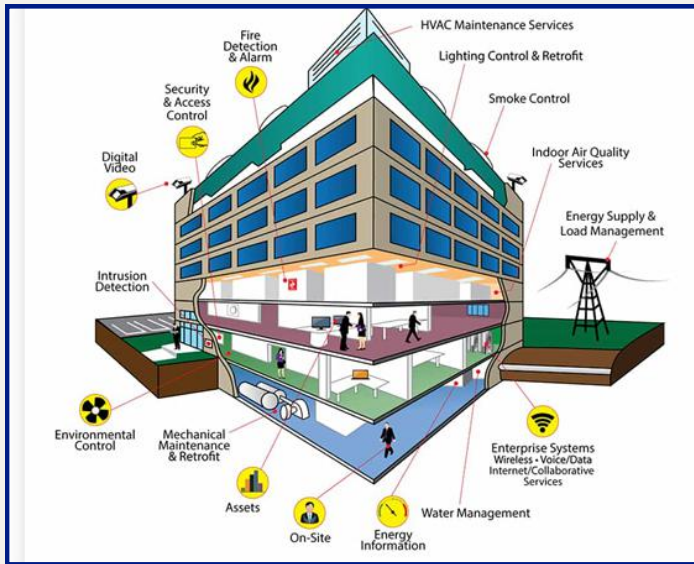 HVAC Maintenance Services
Fire
Detection
& Alarm
Lighting Control & Retrofit
Security
& Access
Control
Smoke Control
Digital
Video
Indoor Air Quality
Services
Energy Supply &
Load Management
Intrusion
Detection
Environmental
Control
Mechanical
Maintenance
& Retrofit
Enterprise Systems
Wireless • Voice/Data
Internet/Collaborative
Services
Assets
On-Site
Energy
Information
Water Management